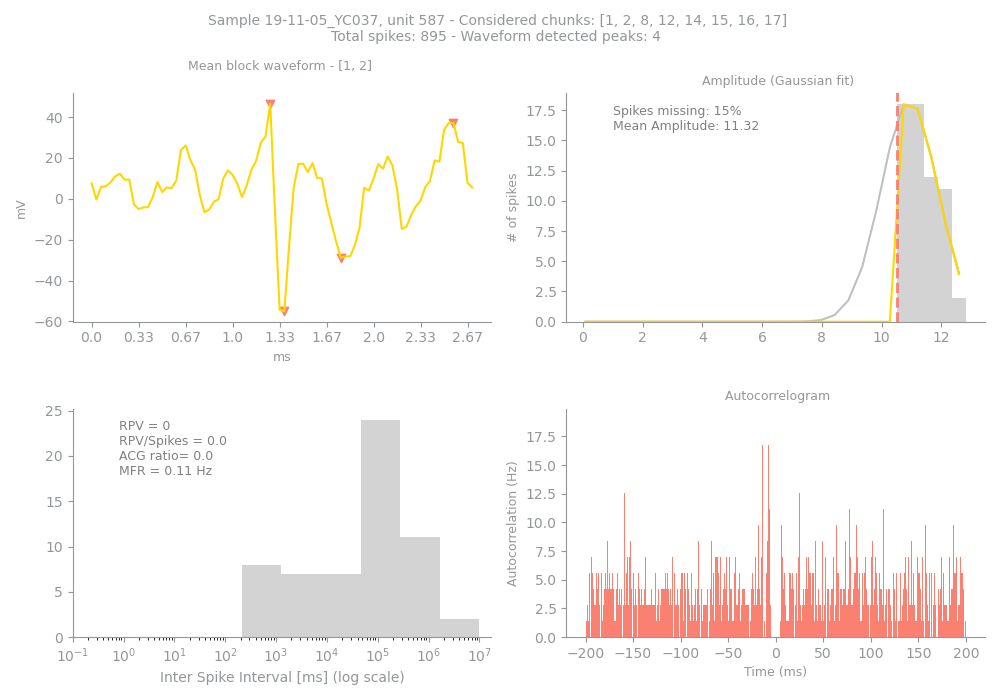 Sample 19-11-05_YC037, unit 587 - Considered chunks: [1, 2, 8, 12, 14, 15, 16, 17]
Total spikes: 895 - Waveform detected peaks: 4
Mean block waveform - [1, 2]
mV
40
20
0
−20
−40
−60
0.0 0.33 0.67 1.0 1.33 1.67 2.0 2.33 2.67
ms
Amplitude (Gaussian fit)
Spikes missing: 15%
Mean Amplitude: 11.32
# of spikes
17.5
15.0
12.5
10.0
7.5
5.0
2.5
0.0
0 2 4 6 8 10 12
RPV = 0
RPV/Spikes = 0.0
ACG ratio= 0.0
MFR = 0.11 Hz
25
20
15
10
5
0
10⁻¹ 10⁰ 10¹ 10² 10³ 10⁴ 10⁵ 10⁶ 10⁷
Inter Spike Interval [ms] (log scale)
Autocorrelogram
Autocorrelation (Hz)
17.5
15.0
12.5
10.0
7.5
5.0
2.5
0.0
−200 −150 −100 −50 0 50 100 150 200
Time (ms)